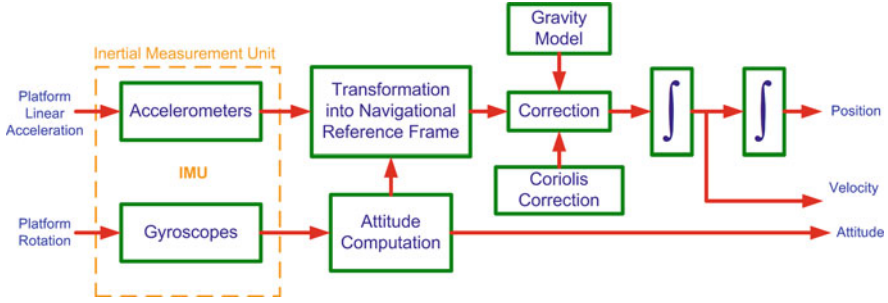 Gravity
Model
Inertial Measurement Unit
Platform
Linear
Acceleration
Accelerometers
Transformation
into Navigational
Reference Frame
Correction
∫
∫
Position
IMU
Coriolis
Correction
Velocity
Platform
Rotation
Gyroscopes
Attitude
Computation
Attitude